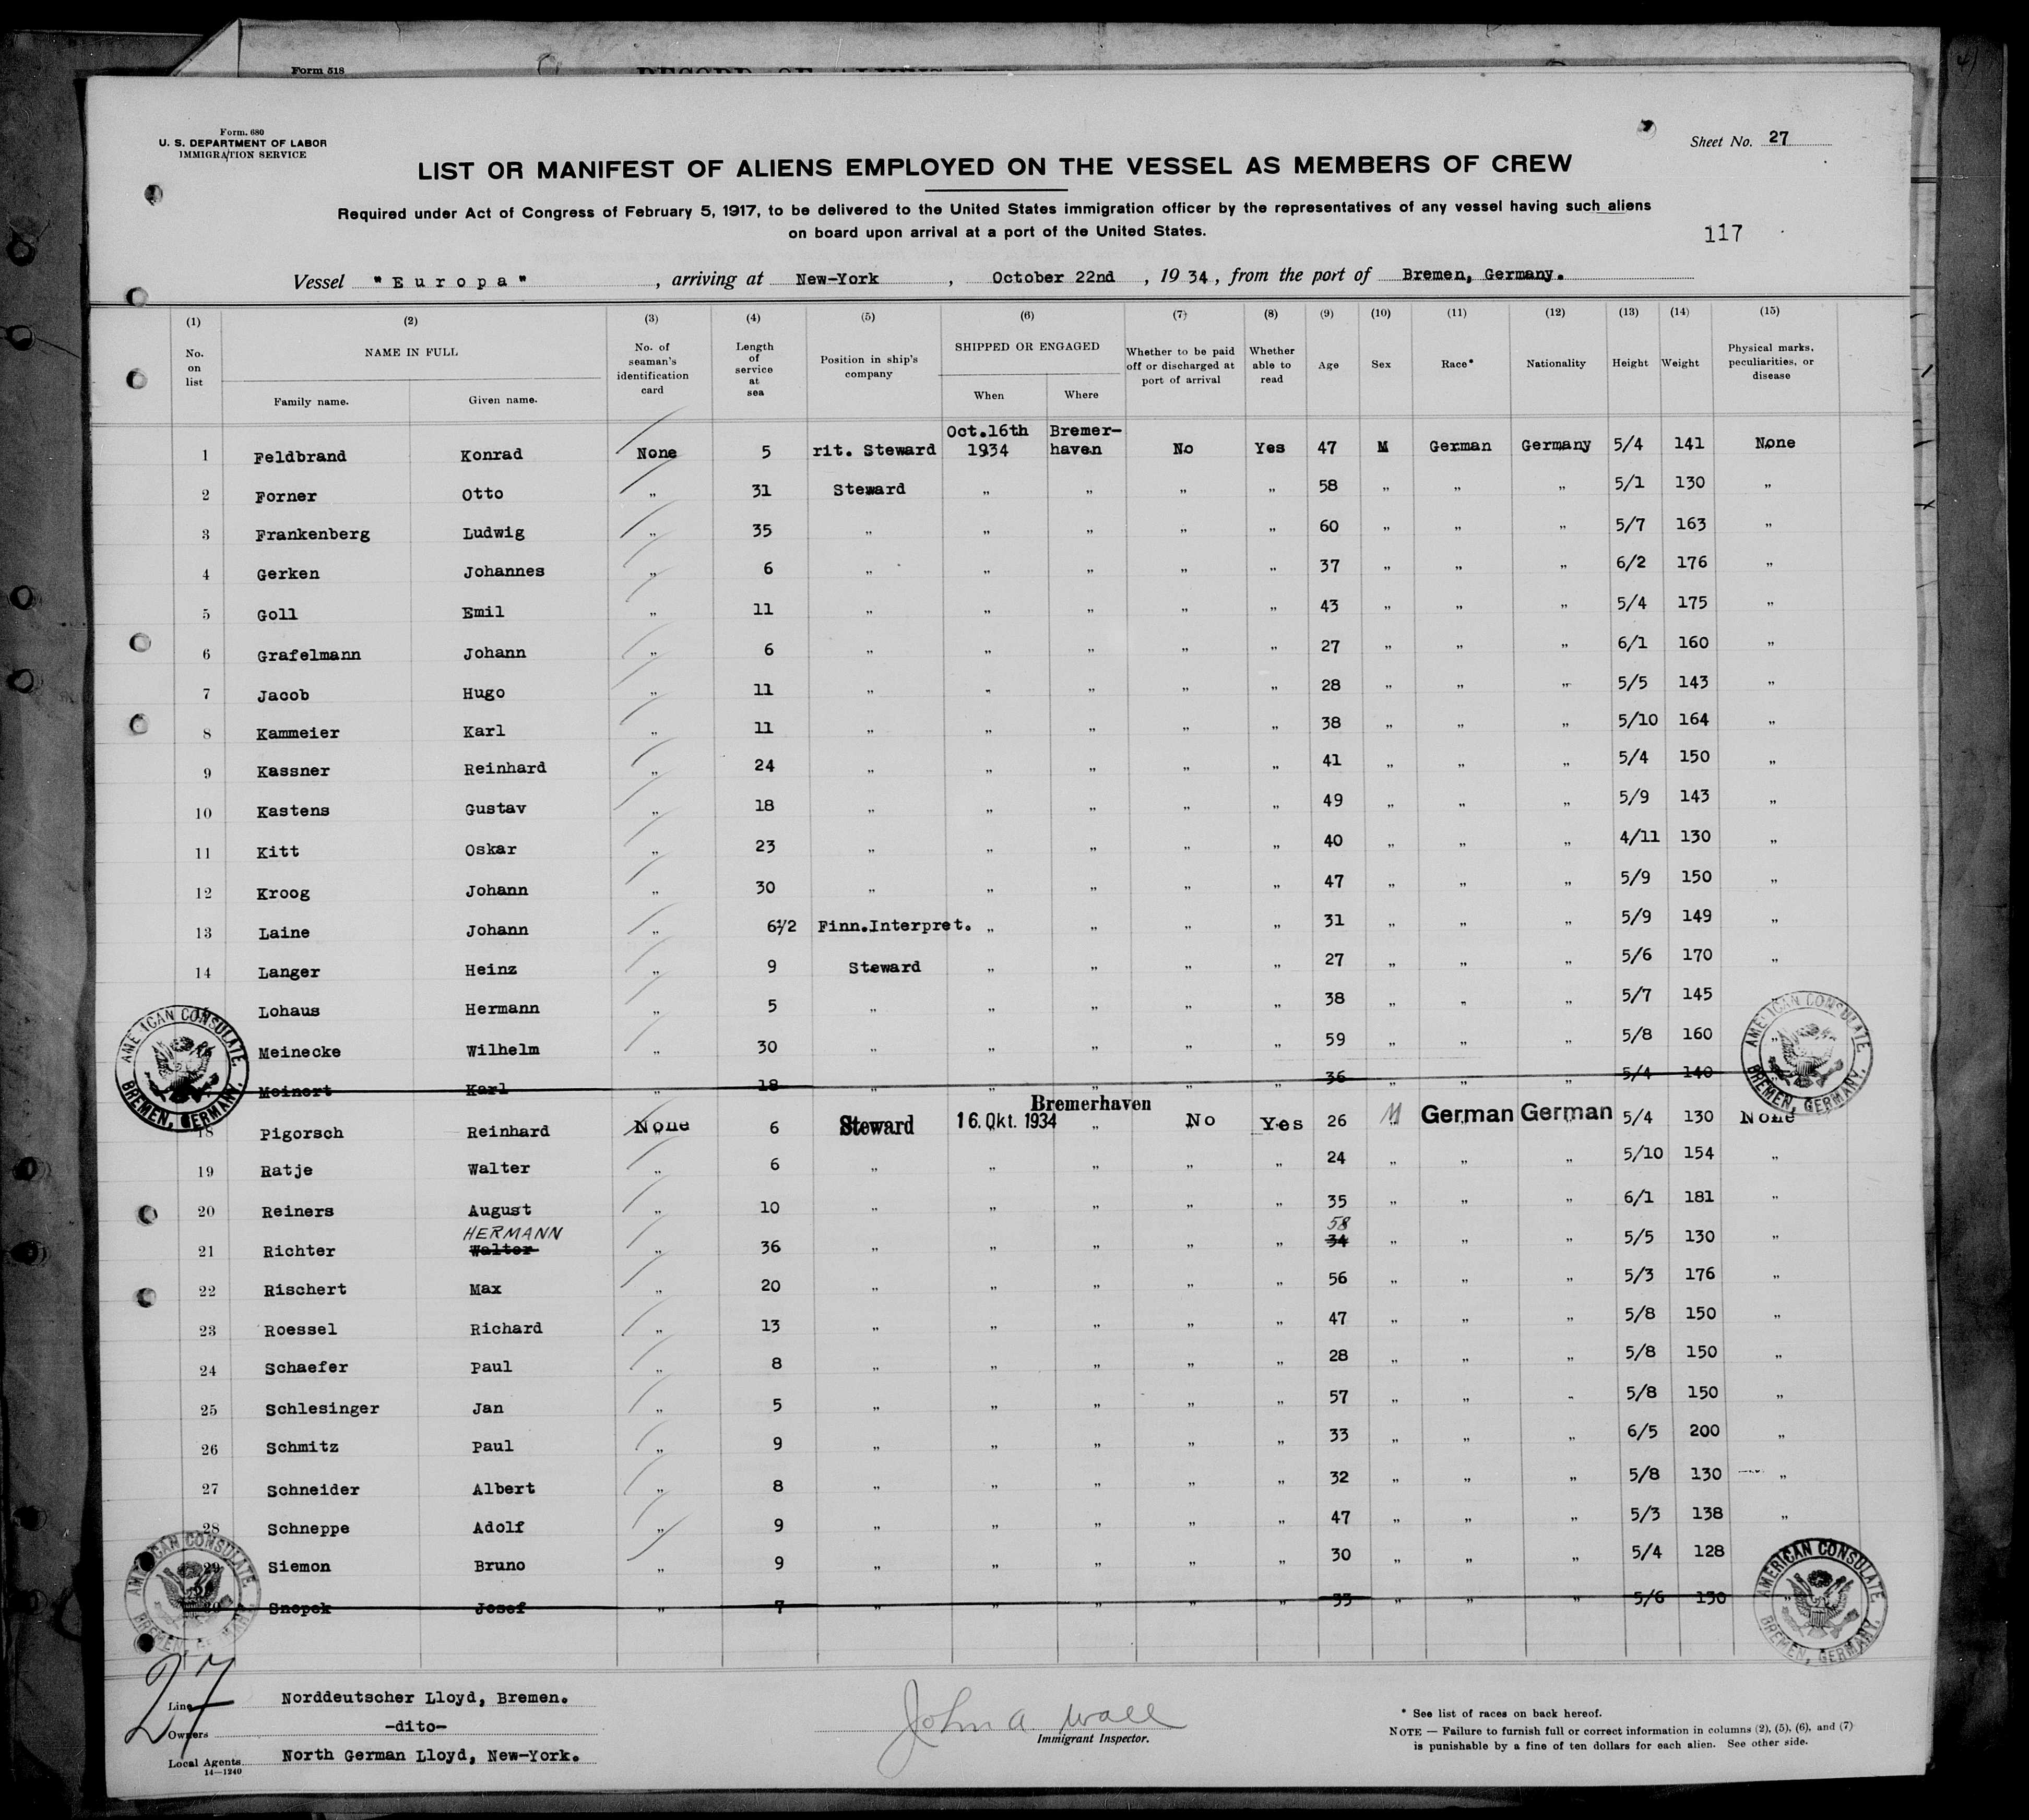 Form 518
Form. 680
U. S. DEPARTMENT OF LABOR
IMMIGRATION SERVICE
Sheet No. 27
LIST OR MANIFEST OF ALIENS EMPLOYED ON THE VESSEL AS MEMBERS OF CREW
Required under Act of Congress of February 5, 1917, to be delivered to the United States immigration officer by the representatives of any vessel having such aliens
on board upon arrival at a port of the United States.
117
Vessel "Europa", arriving at New-York, October 22nd, 1934, from the port of Bremen, Germany.
(1) (2) (3) (4) (5) (6) (7) (8) (9) (10) (11) (12) (13) (14) (15)
No. on list NAME IN FULL Family name. Given name. No. of seaman's identification card Length of service at sea Position in ship's company SHIPPED OR ENGAGED When Where Whether to be paid off or discharged at port of arrival Whether able to read Age Sex Race* Nationality Height Weight Physical marks, peculiarities, or disease
1 Feldbrand Konrad None 5 rit. Steward Oct.16th 1934 Bremer-haven No Yes 47 M German Germany 5/4 141 None
2 Forner Otto " 31 Steward " " " " 58 " " " 5/1 130 "
3 Frankenberg Ludwig " 35 " " " " " 60 " " " 5/7 163 "
4 Gerken Johannes " 6 " " " " " 37 " " " 6/2 176 "
5 Goll Emil " 11 " " " " " 43 " " " 5/4 175 "
6 Grafelmann Johann " 6 " " " " " 27 " " " 6/1 160 "
7 Jacob Hugo " 11 " " " " " 28 " " " 5/5 143 "
8 Kammeier Karl " 11 " " " " " 38 " " " 5/10 164 "
9 Kassner Reinhard " 24 " " " " " 41 " " " 5/4 150 "
10 Kastens Gustav " 18 " " " " " 49 " " " 5/9 143 "
11 Kitt Oskar " 23 " " " " " 40 " " " 4/11 130 "
12 Kroog Johann " 30 " " " " " 47 " " " 5/9 150 "
13 Laine Johann " 6 1/2 Finn.Interpret. " " " " 31 " " " 5/9 149 "
14 Langer Heinz " 9 Steward " " " " 27 " " " 5/6 170 "
Lohaus Hermann " 5 " " " " " 38 " " " 5/7 145 "
16 Meinecke Wilhelm " 30 " " " " " 59 " " " 5/8 160 "
Meinert Karl " 18 " " " " " 36 " " " 5/4 140
18 Pigorsch Reinhard None 6 Steward 16. Okt. 1934 Bremerhaven " No Yes 26 M German German 5/4 130 None
19 Ratje Walter " 6 " " " " " 24 " " " 5/10 154 "
20 Reiners August " 10 " " " " " 35 " " " 6/1 181 "
HERMANN 58
21 Richter Walter " 36 " " " " " 34 " " " 5/5 130 "
22 Rischert Max " 20 " " " " " 56 " " " 5/3 176 "
23 Roessel Richard " 13 " " " " " 47 " " " 5/8 150 "
24 Schaefer Paul " 8 " " " " " 28 " " " 5/8 150 "
25 Schlesinger Jan " 5 " " " " " 57 " " " 5/8 150 "
26 Schmitz Paul " 9 " " " " " 33 " " " 6/5 200 "
27 Schneider Albert " 8 " " " " " 32 " " " 5/8 130 "
28 Schneppe Adolf " 9 " " " " " 47 " " " 5/3 138 "
29 Siemon Bruno " 9 " " " " " 30 " " " 5/4 128
30 Snopek Josef " 7 " " " " " 33 " " " 5/6 130 "
AMERICAN CONSULATE BREMEN, GERMANY.
AMERICAN CONSULATE BREMEN, GERMANY.
AMERICAN CONSULATE BREMEN, GERMANY.
AMERICAN CONSULATE BREMEN, GERMANY.
27
Line Norddeutscher Lloyd, Bremen.
Owners -dito-
Local Agents North German Lloyd, New-York.
14—1240
John A. Wall
Immigrant Inspector.
* See list of races on back hereof.
NOTE — Failure to furnish full or correct information in columns (2), (5), (6), and (7)
is punishable by a fine of ten dollars for each alien. See other side.